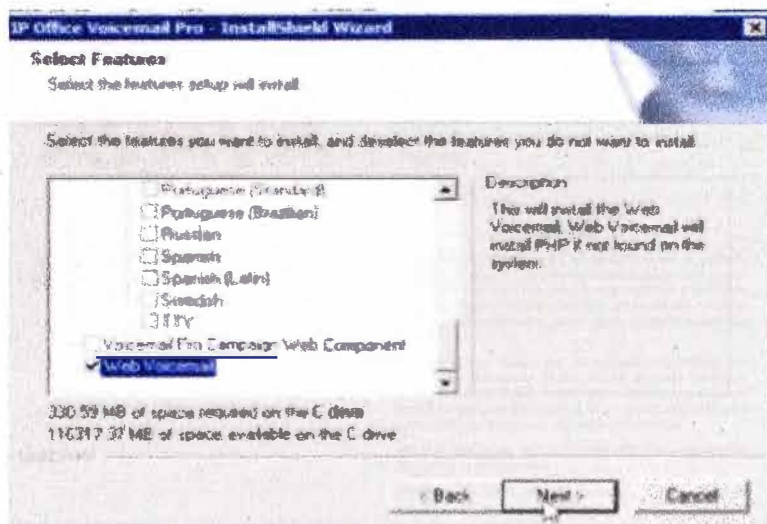 IP Office Voicemail Pro - InstallShield Wizard
Select Features
Select the features setup will install
Select the features you want to install, and deselect the features you do not want to install
Portuguese (Standard)
Portuguese (Brazilian)
Russian
Spanish
Spanish (Latin)
Swedish
TTY
Voicemail Pro Campaign Web Component
Web Voicemail
Description
This will install the Web
Voicemail. Web Voicemail will
install PHP if not found on the
system.
330.59 MB of space required on the C drive
116317.37 MB of space available on the C drive
InstallShield
< Back
Next >
Cancel